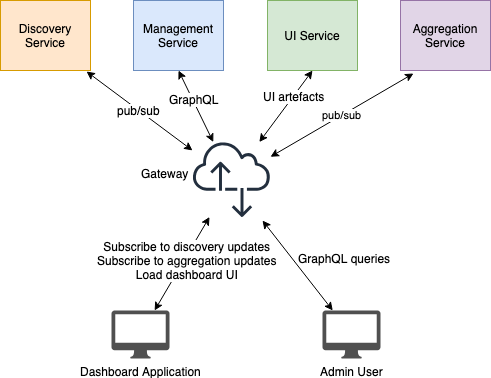 Discovery
Service
Management
Service
UI Service
Aggregation
Service
pub/sub
GraphQL
UI artefacts
pub/sub
Gateway
Subscribe to discovery updates
Subscribe to aggregation updates
Load dashboard UI
GraphQL queries
Dashboard Application
Admin User